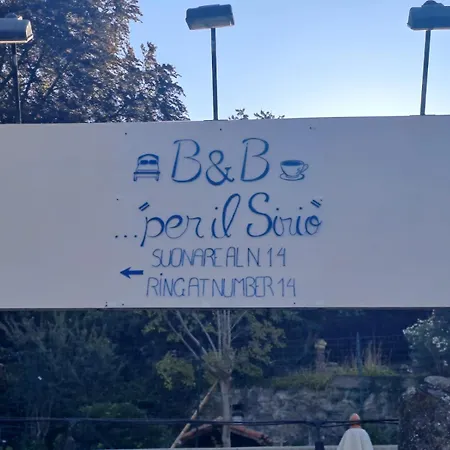 B&B
..."per il Sirio"
SUONARE AL N 14
RING AT NUMBER 14